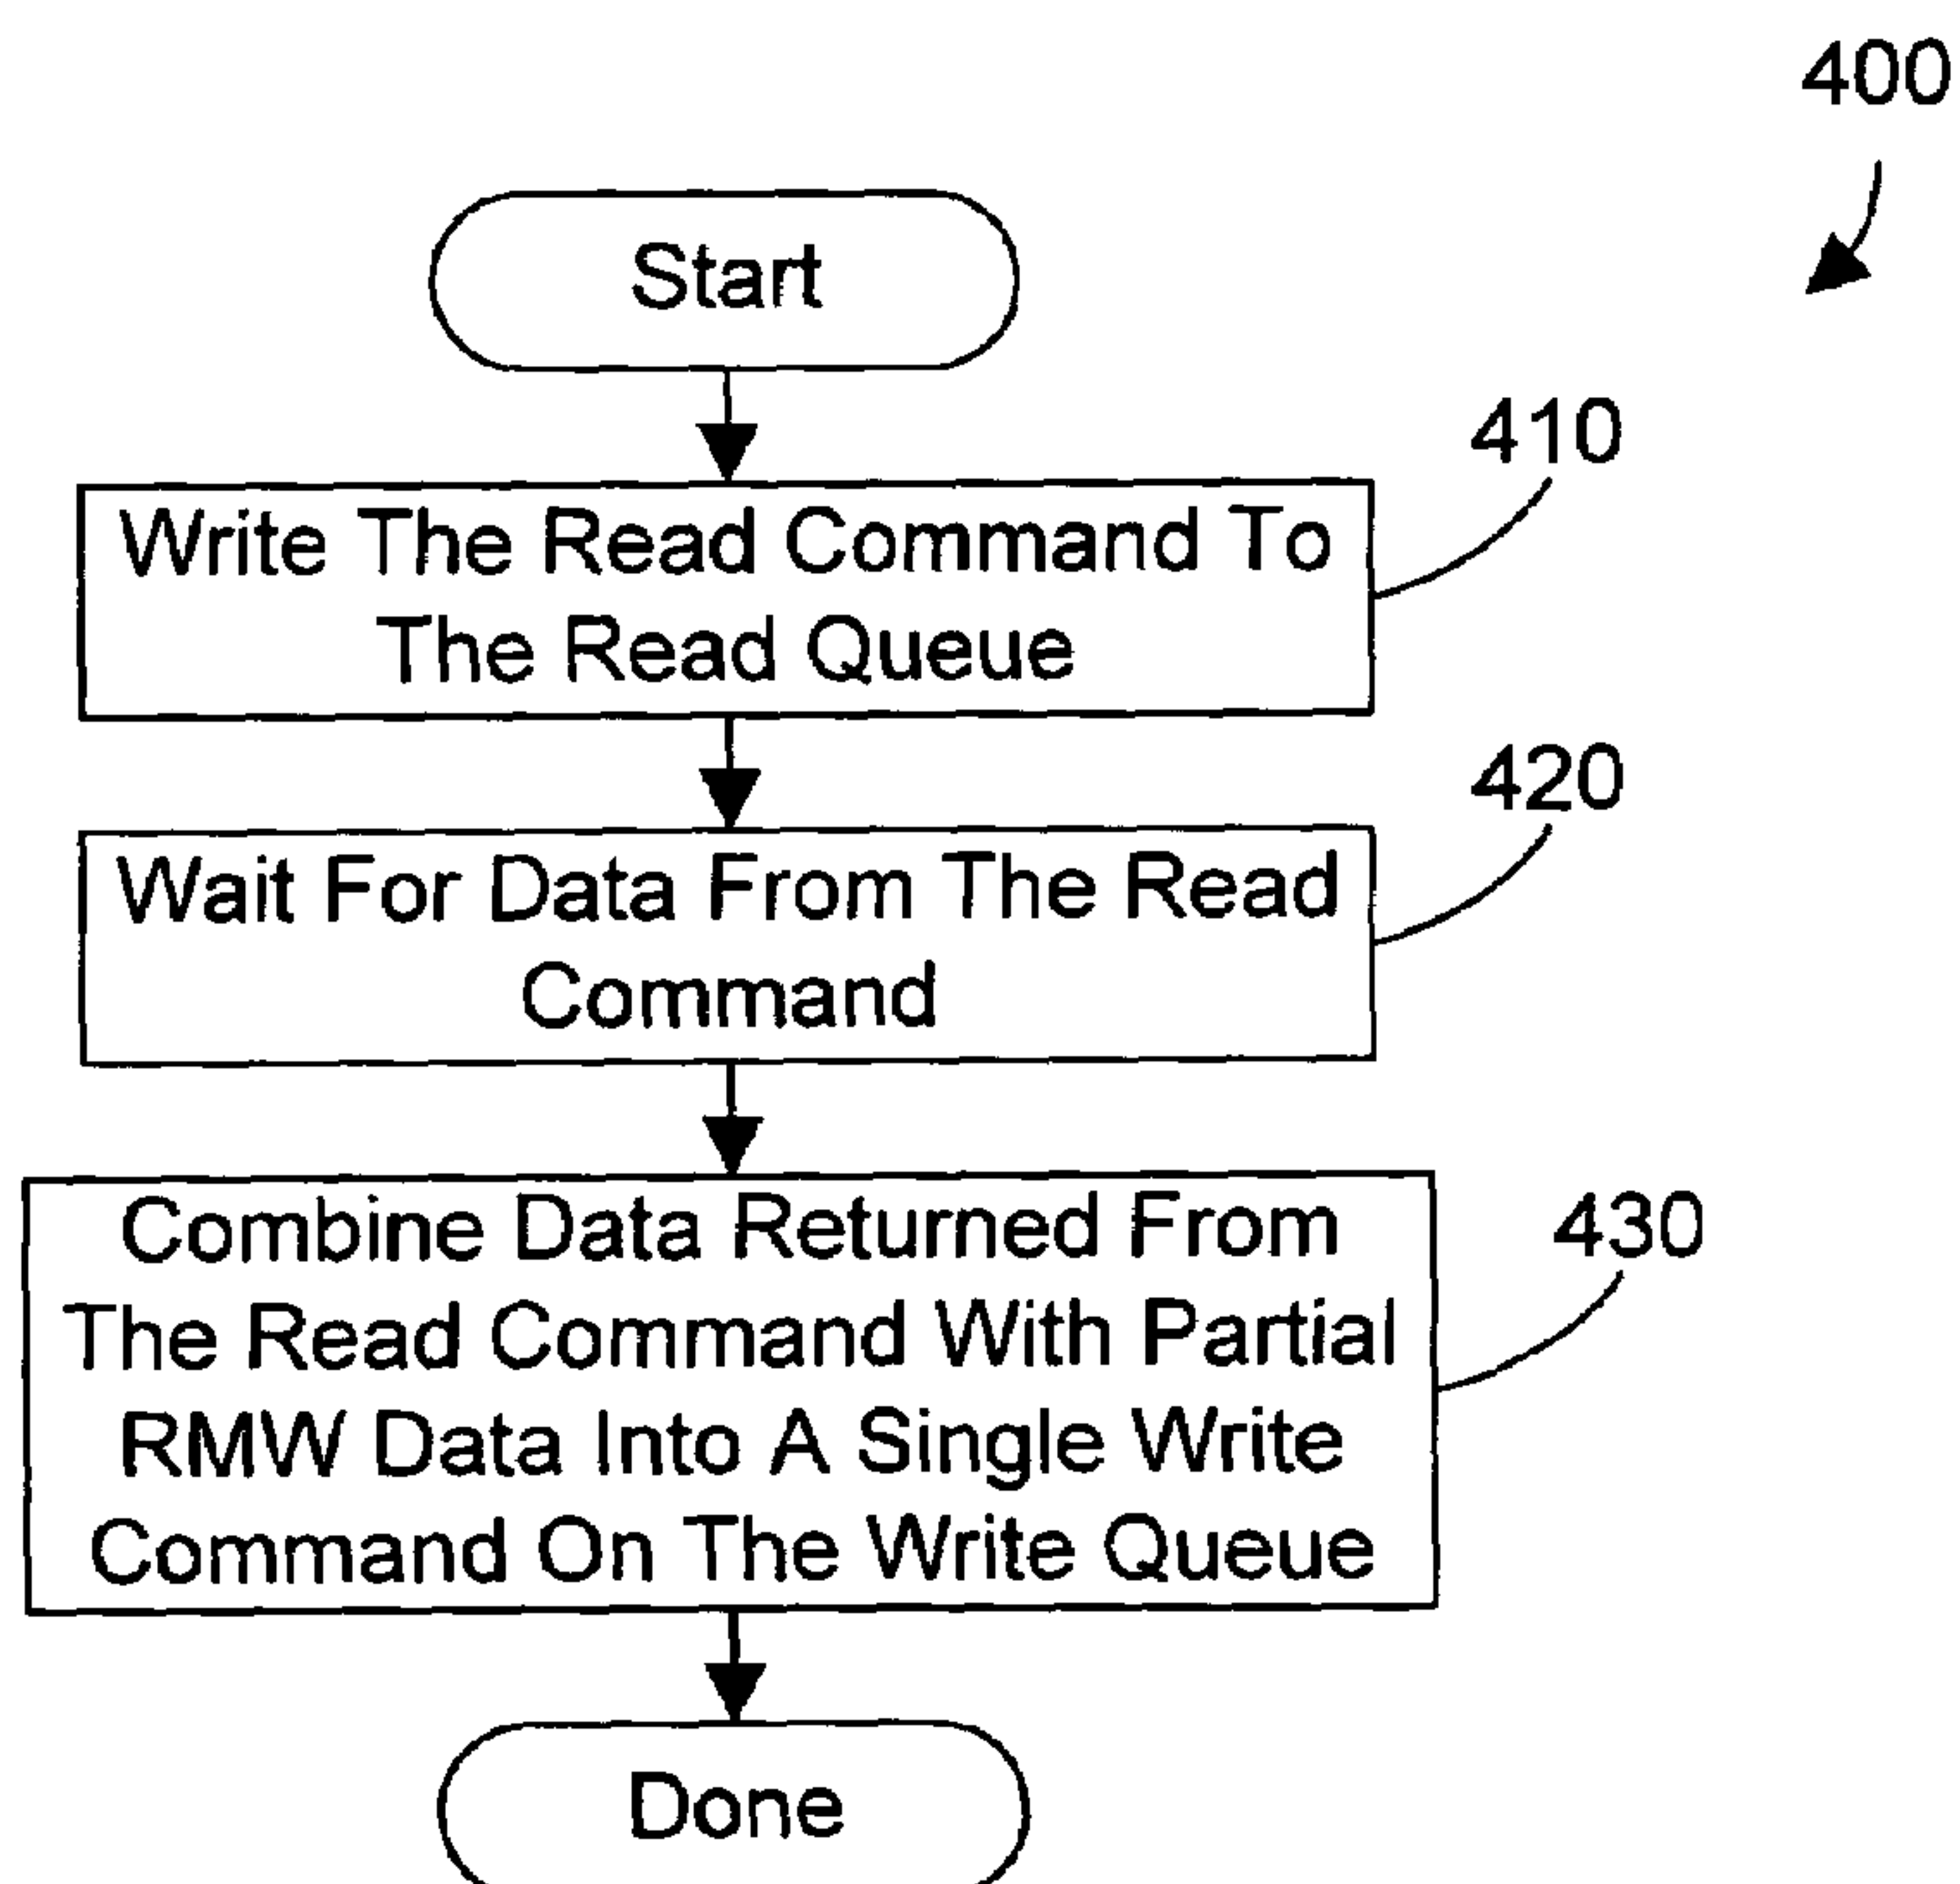 400
Start
410
Write The Read Command To
The Read Queue
420
Wait For Data From The Read
Command
430
Combine Data Returned From
The Read Command With Partial
RMW Data Into A Single Write
Command On The Write Queue
Done